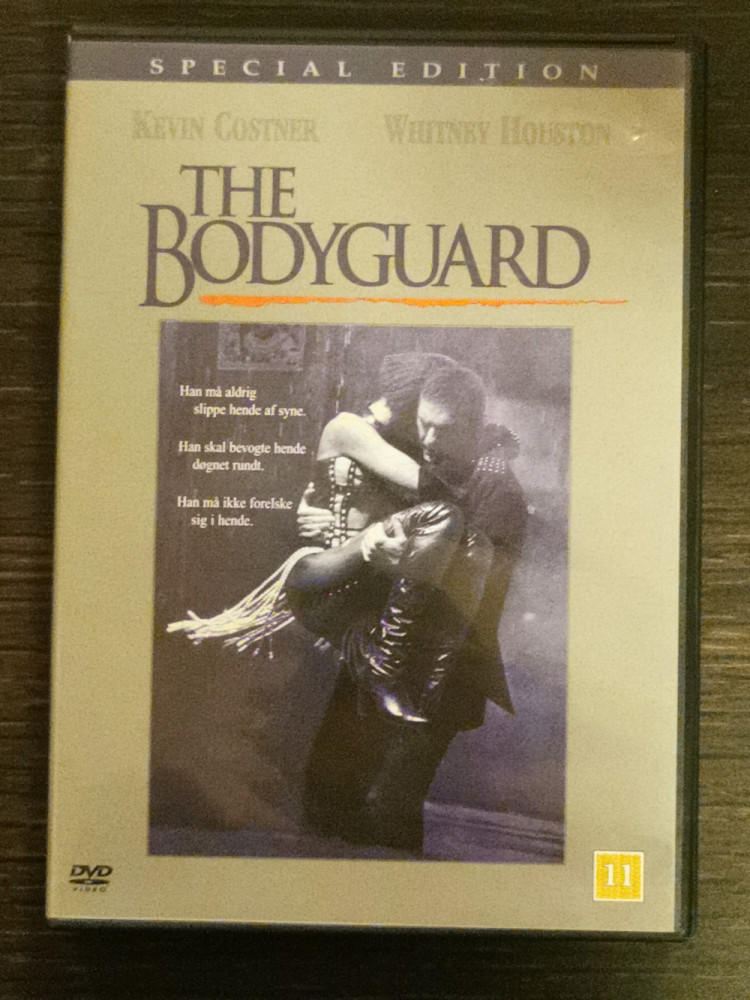 SPECIAL EDITION
KEVIN COSTNER WHITNEY HOUSTON
THE
BODYGUARD
Han må aldrig
slippe hende af syne.
Han skal bevogte hende
døgnet rundt.
Han må ikke forelske
sig i hende.
DVD
VIDEO
11